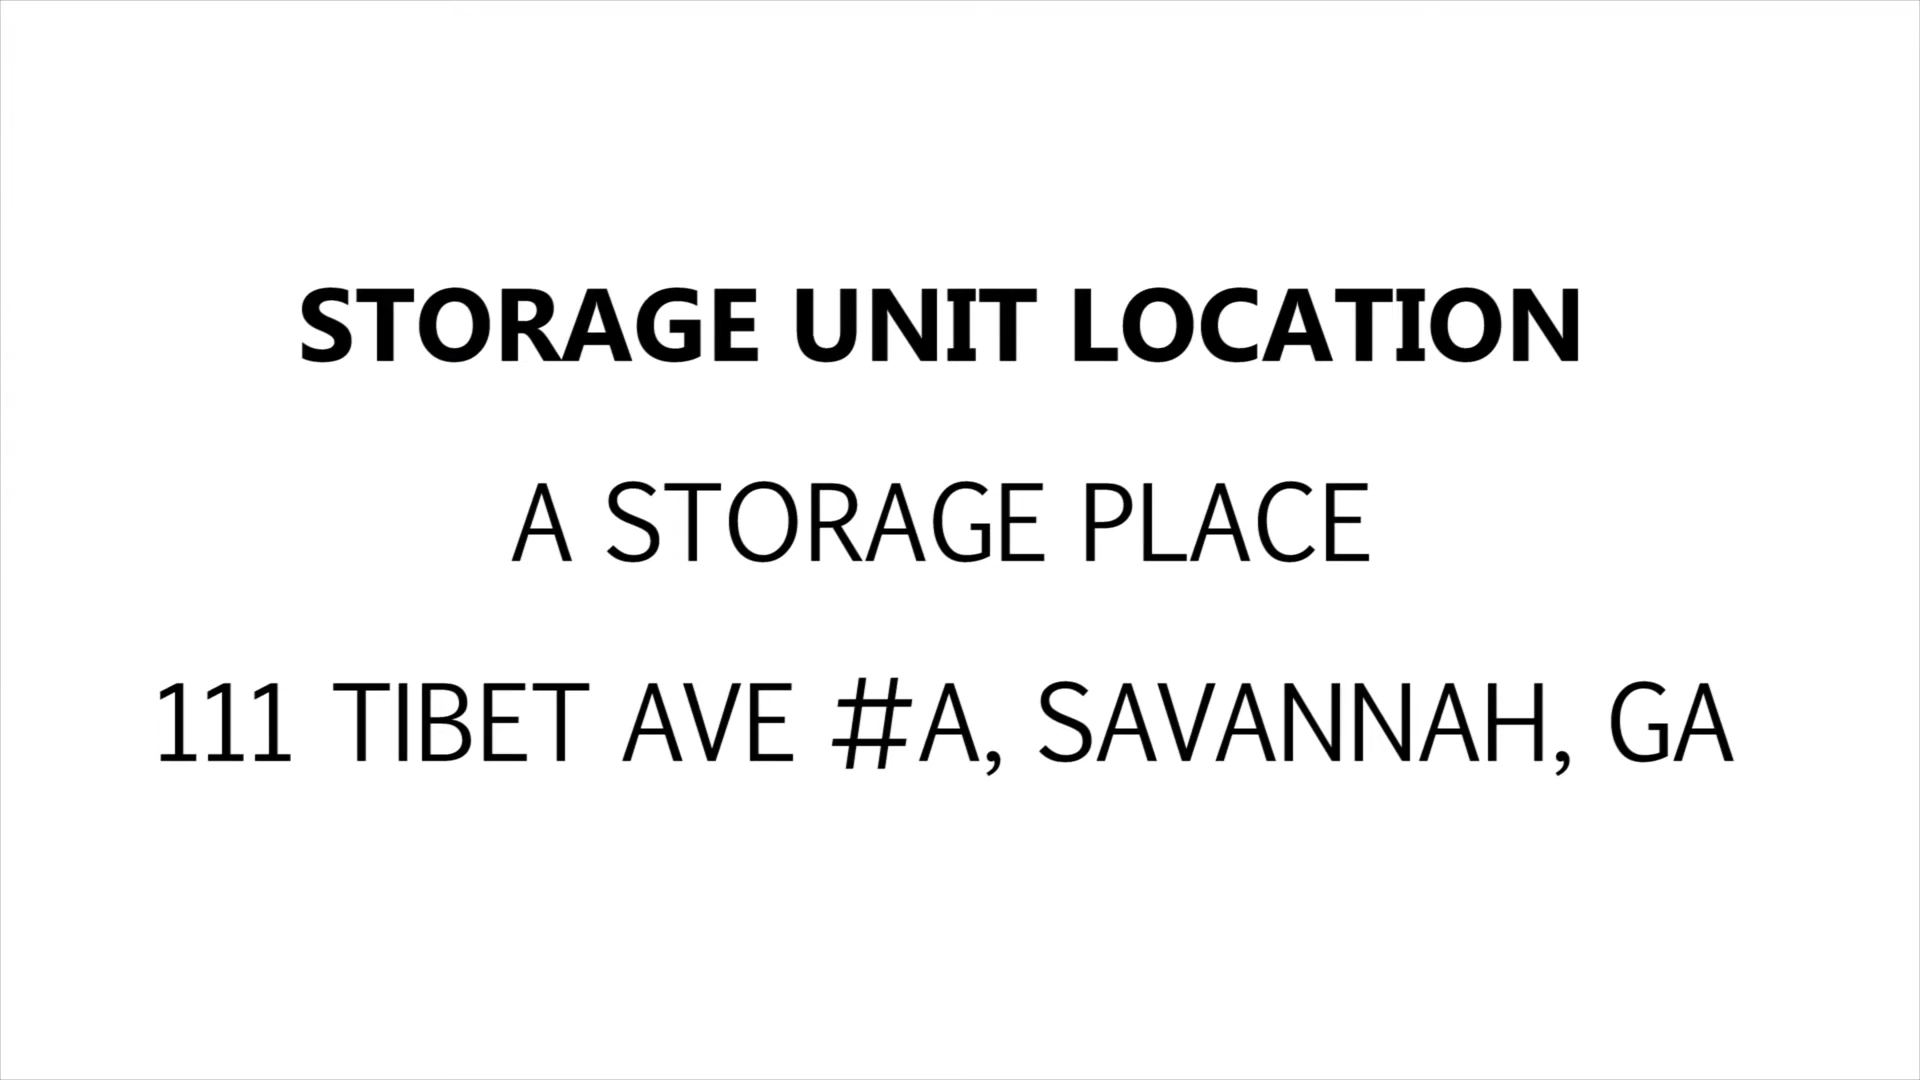 STORAGE UNIT LOCATION
A STORAGE PLACE
111 TIBET AVE #A, SAVANNAH, GA